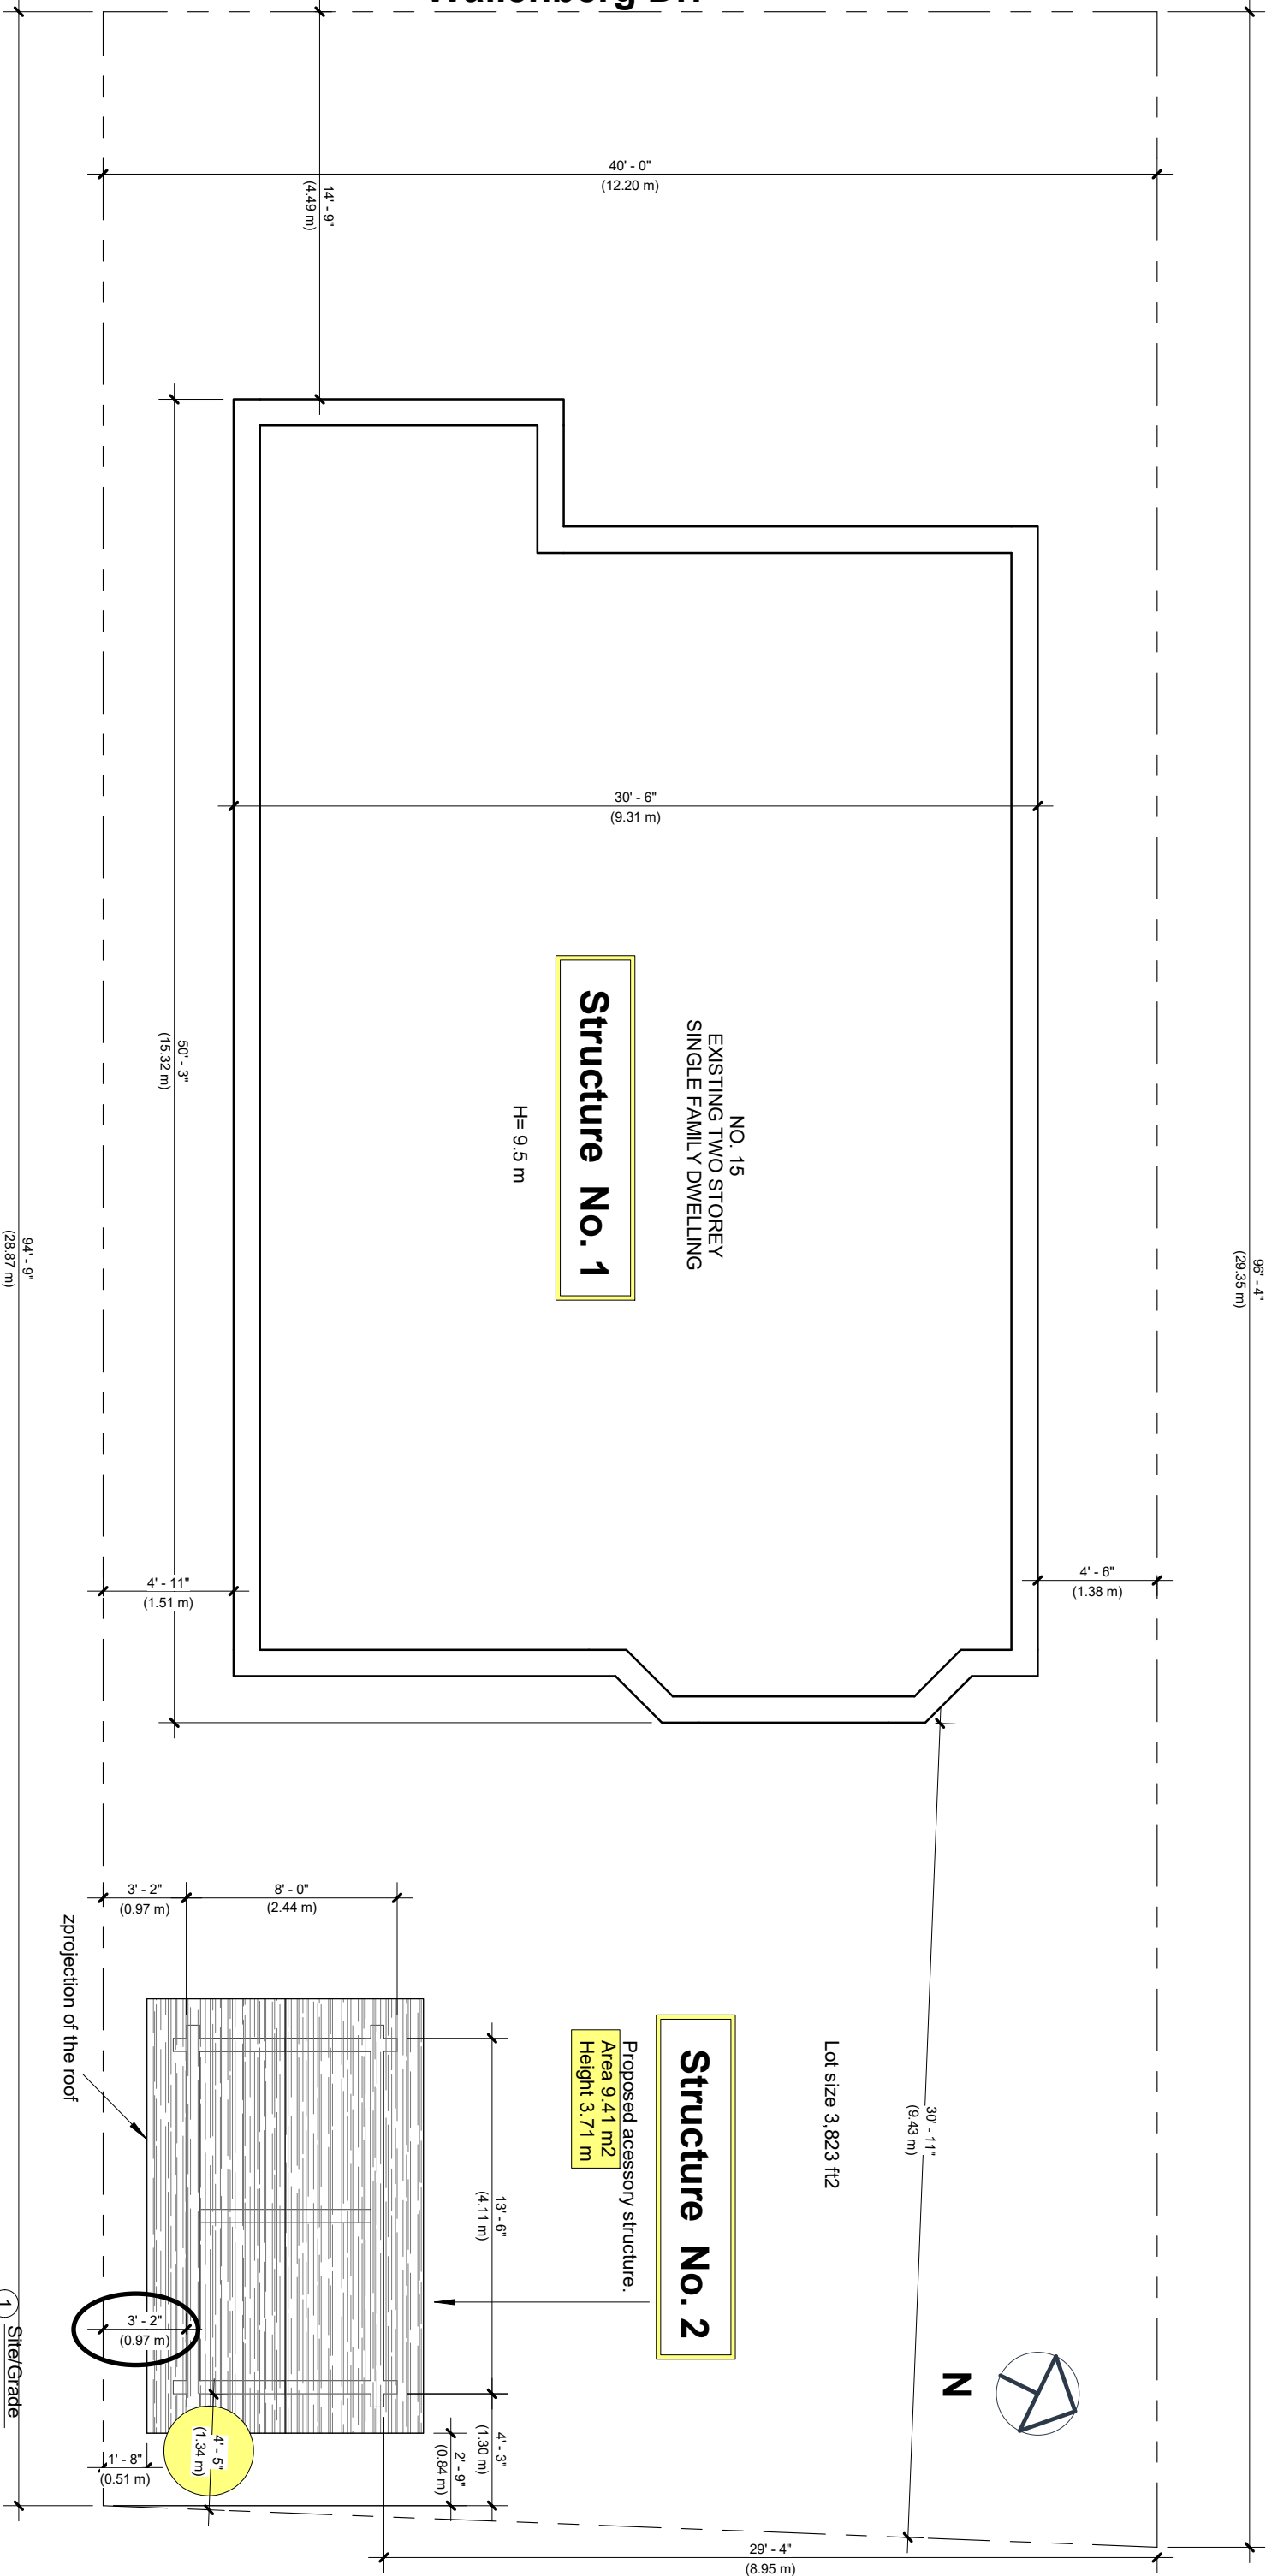 40' - 0"
(12.20 m)
14' - 9"
(4.49 m)
30' - 6"
(9.31 m)
NO. 15
EXISTING TWO STOREY
SINGLE FAMILY DWELLING
Structure No. 1
H= 9.5 m
50' - 3"
(15.32 m)
96' - 4"
(29.35 m)
94' - 9"
(28.87 m)
4' - 11"
(1.51 m)
4' - 6"
(1.38 m)
3' - 2"
(0.97 m)
8' - 0"
(2.44 m)
zprojection of the roof
Lot size 3,823 ft2
30' - 11"
(9.43 m)
Structure No. 2
Proposed acessory structure.
Area 9.41 m2
Height 3.71 m
13' - 6"
(4.11 m)
3' - 2"
(0.97 m)
N
4' - 3"
(1.30 m)
2' - 9"
(0.84 m)
4' - 5"
(1.34 m)
1' - 8"
(0.51 m)
1 Site/Grade
29' - 4"
(8.95 m)